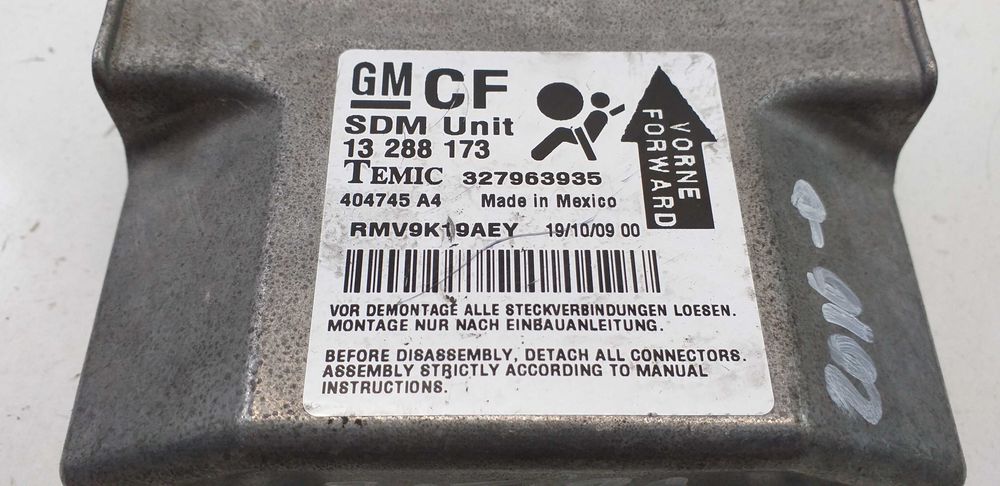 GM CF
SDM Unit
13 288 173
TEMIC 327963935
404745 A4 Made in Mexico
RMV9K19AEY 19/10/09 00
VORNE
FORWARD
VOR DEMONTAGE ALLE STECKVERBINDUNGEN LOESEN.
MONTAGE NUR NACH EINBAUANLEITUNG.
BEFORE DISASSEMBLY, DETACH ALL CONNECTORS.
ASSEMBLY STRICTLY ACCORDING TO MANUAL
INSTRUCTIONS.